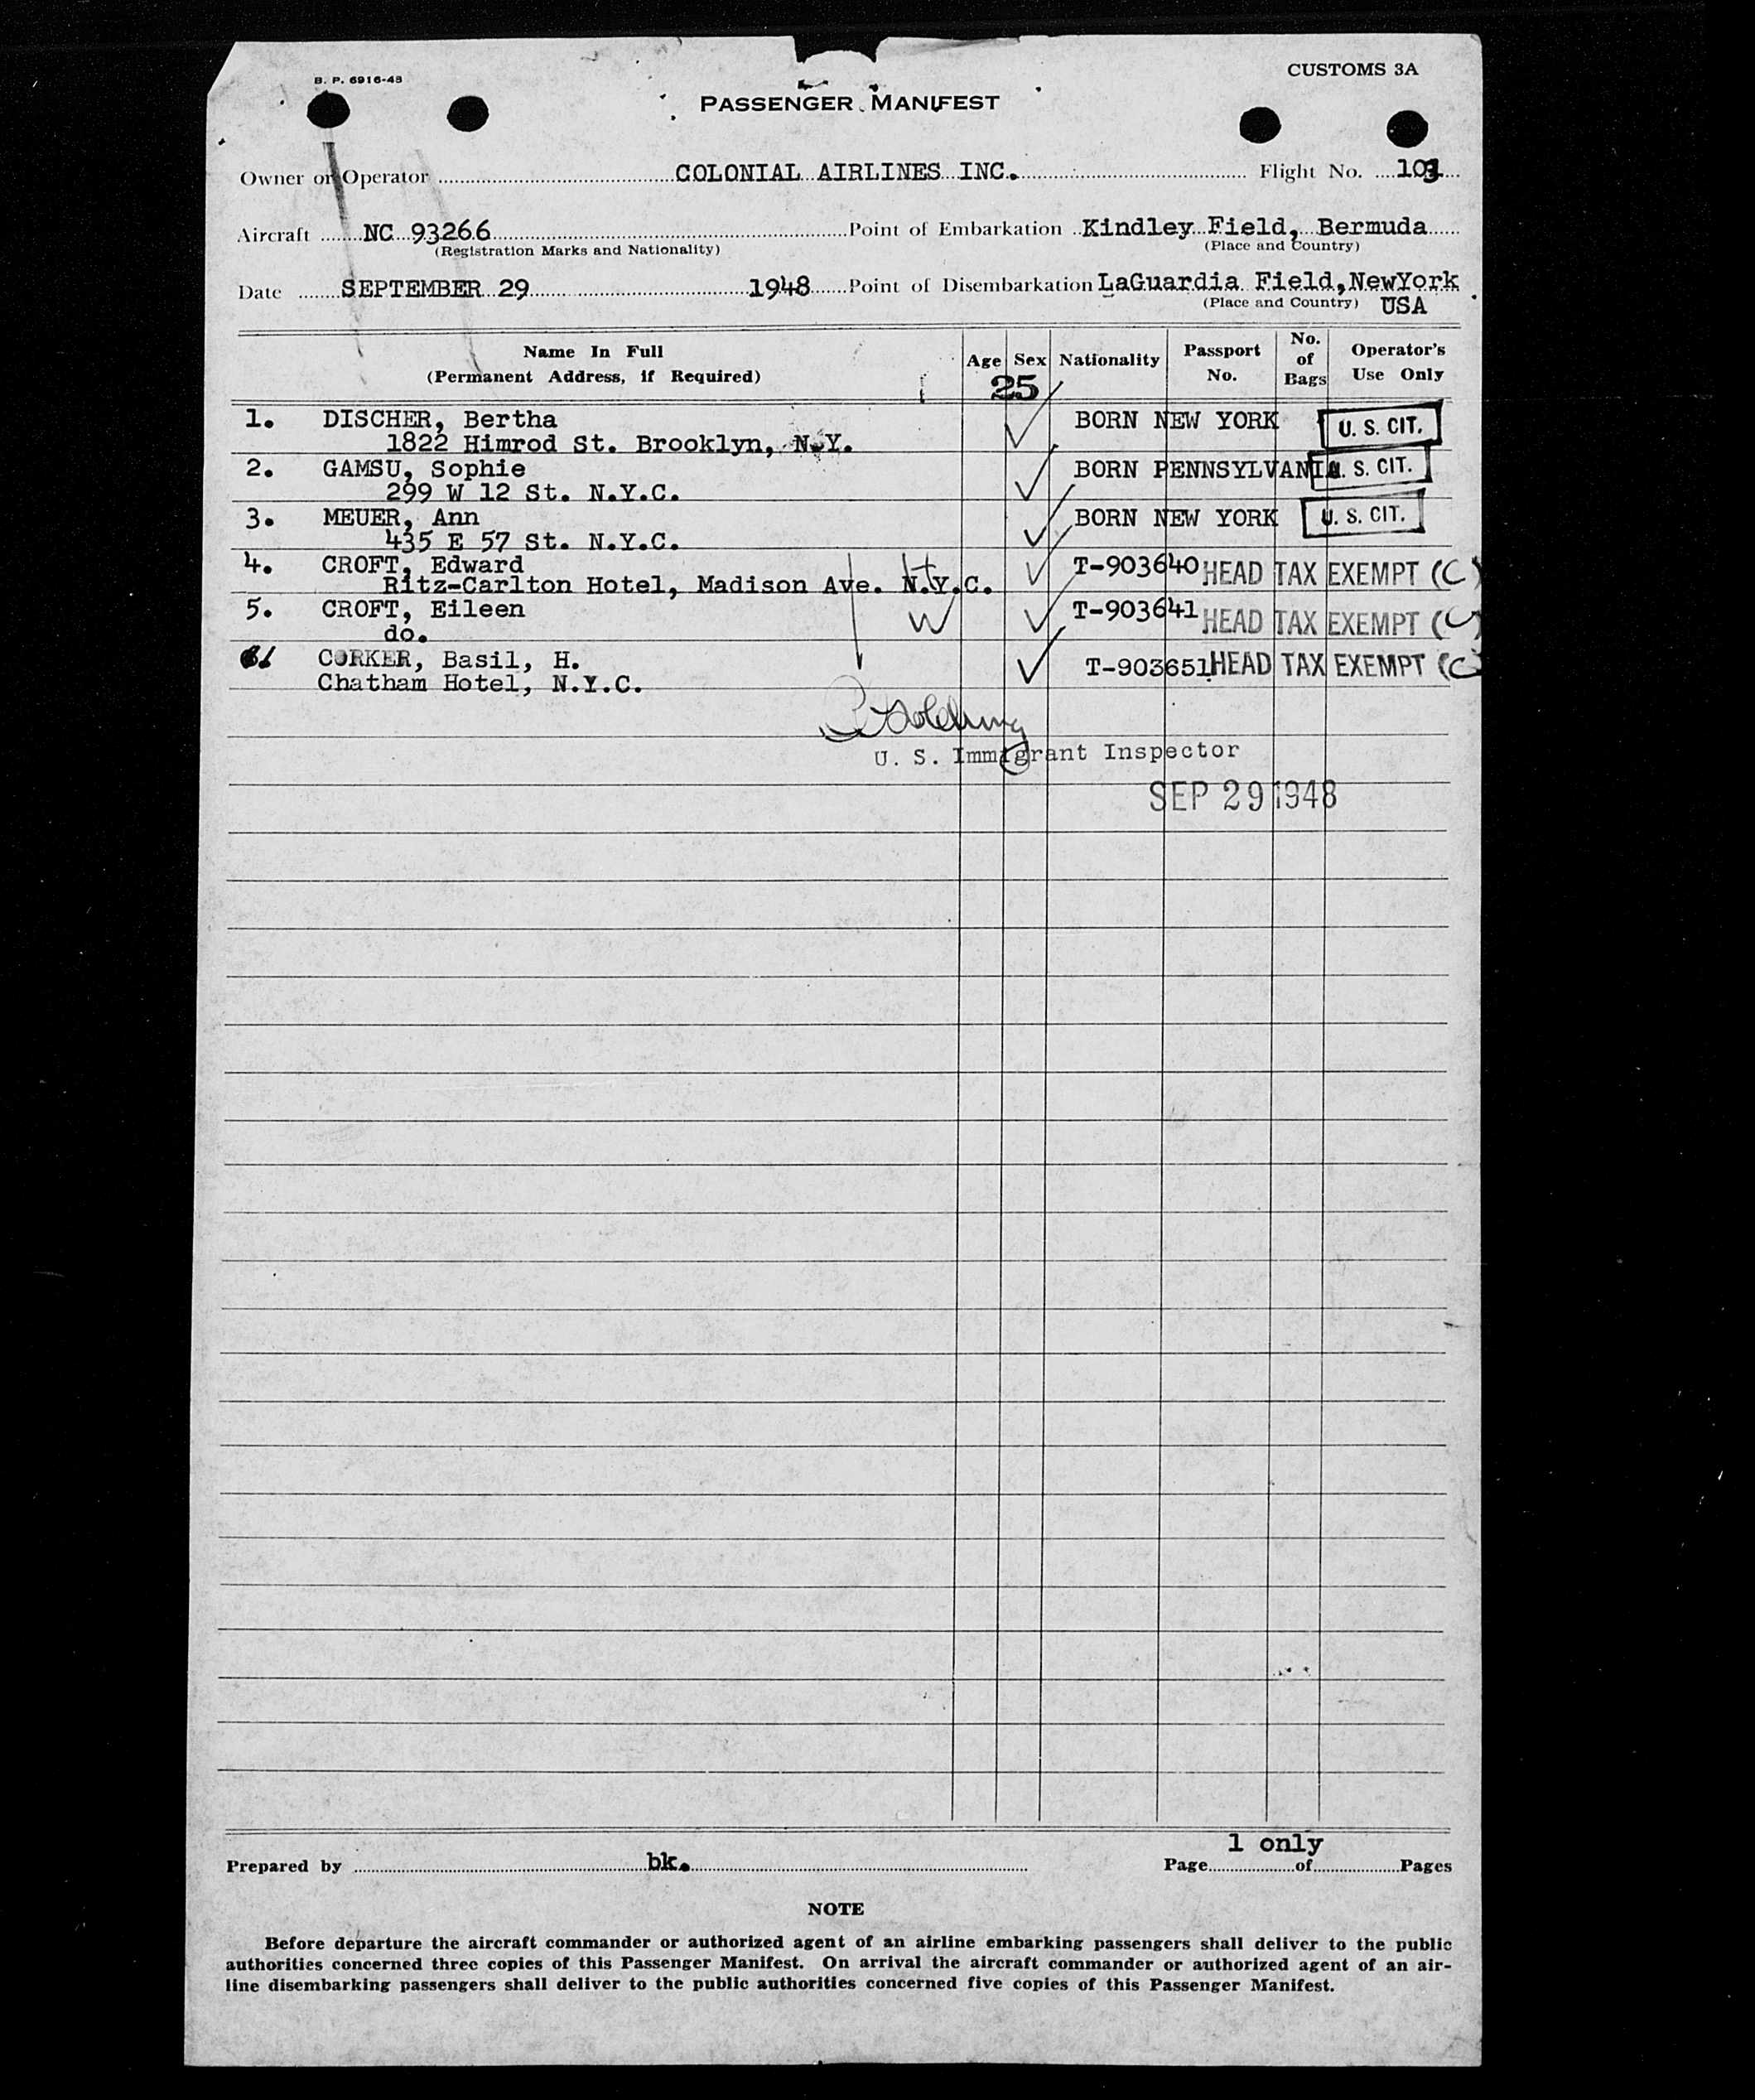 B. P. 6916-48
CUSTOMS 3A
PASSENGER MANIFEST
Owner or Operator COLONIAL AIRLINES INC. Flight No.
Aircraft NC 93266 Point of Embarkation Kindley Field, Bermuda
(Registration Marks and Nationality) (Place and Country)
Date SEPTEMBER 29 1948 Point of Disembarkation LaGuardia Field,NewYork
(Place and Country) USA
Name In Full (Permanent Address, if Required) Age Sex Nationality Passport No. No. of Bags Operator's Use Only
25
1. DISCHER, Bertha BORN NEW YORK U. S. CIT.
1822 Himrod St. Brooklyn, N.Y.
2. GAMSU, Sophie BORN PENNSYLVANIA U. S. CIT.
299 W 12 St. N.Y.C.
3. MEUER, Ann BORN NEW YORK U. S. CIT.
435 E 57 St. N.Y.C.
4. CROFT, Edward T-903640 HEAD TAX EXEMPT (C)
Ritz-Carlton Hotel, Madison Ave. N.Y.C.
5. CROFT, Eileen W T-903641 HEAD TAX EXEMPT (C)
do.
6. CORKER, Basil, H. T-903651 HEAD TAX EXEMPT (C)
Chatham Hotel, N.Y.C.
U. S. Immigrant Inspector
SEP 29 1948
1 only
Prepared by bk. Page of Pages
NOTE
Before departure the aircraft commander or authorized agent of an airline embarking passengers shall deliver to the public
authorities concerned three copies of this Passenger Manifest. On arrival the aircraft commander or authorized agent of an air-
line disembarking passengers shall deliver to the public authorities concerned five copies of this Passenger Manifest.